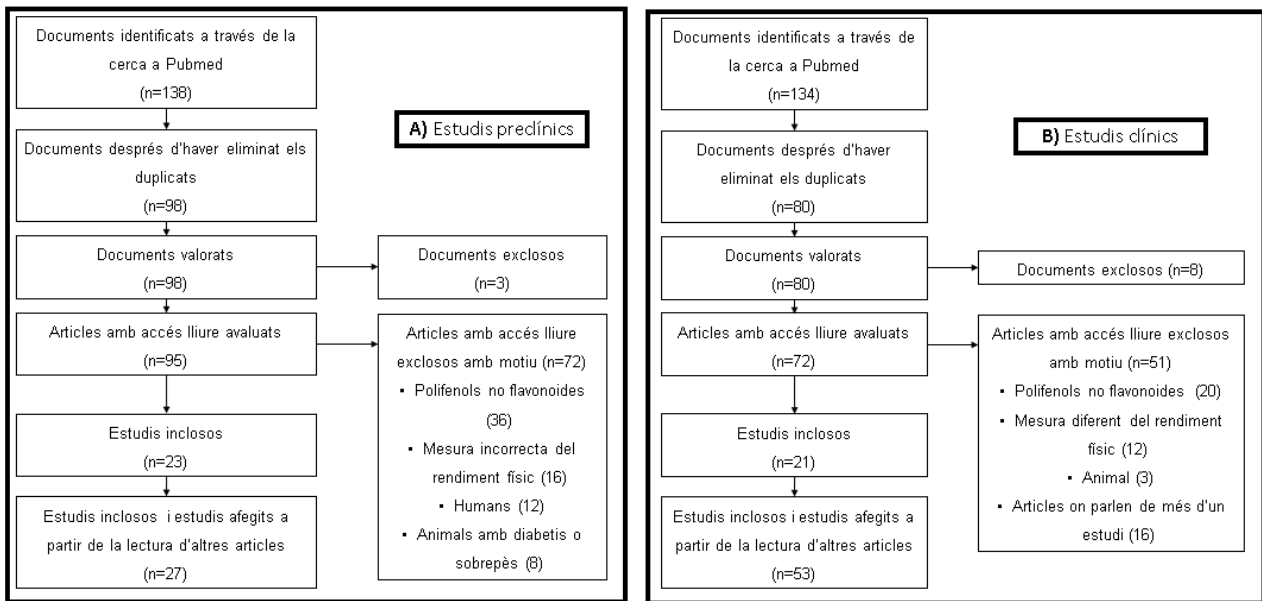 Documents identificats a través de la
cerca a Pubmed
(n=138)
A) Estudis preclínics
Documents després d'haver eliminat els
duplicats
(n=98)
Documents valorats
(n=98)
Documents exclosos
(n=3)
Articles amb accés lliure avaluats
(n=95)
Articles amb accés lliure
exclosos amb motiu (n=72)
▪ Polifenols no flavonoides
(36)
▪ Mesura incorrecta del
rendiment físic (16)
▪ Humans (12)
▪ Animals amb diabetis o
sobrepès (8)
Estudis inclosos
(n=23)
Estudis inclosos i estudis afegits a
partir de la lectura d'altres articles
(n=27)
Documents identificats a través de
la cerca a Pubmed
(n=134)
B) Estudis clínics
Documents després d'haver
eliminat els duplicats
(n=80)
Documents valorats
(n=80)
Documents exclosos (n=8)
Articles amb accés lliure avaluats
(n=72)
Articles amb accés lliure exclosos
amb motiu (n=51)
▪ Polifenols no flavonoides (20)
▪ Mesura diferent del rendiment
físic (12)
▪ Animal (3)
▪ Articles on parlen de més d'un
estudi (16)
Estudis inclosos
(n=21)
Estudis inclosos i estudis afegits a
partir de la lectura d'altres articles
(n=53)